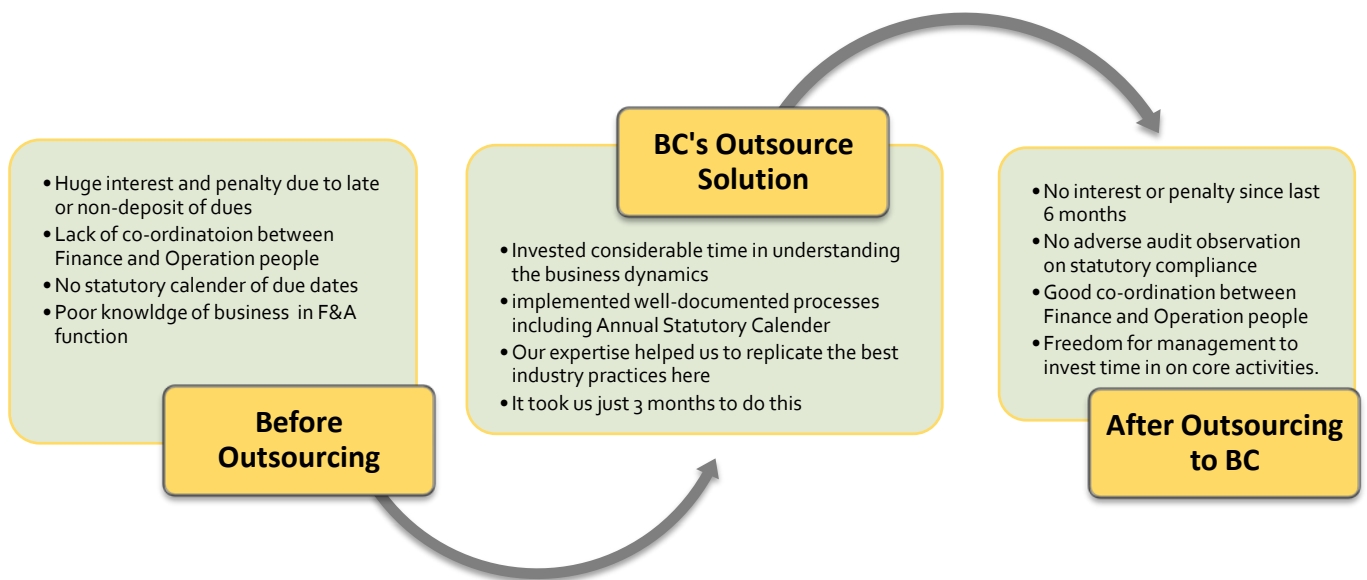 • Huge interest and penalty due to late
or non-deposit of dues
• Lack of co-ordinatoion between
Finance and Operation people
• No statutory calender of due dates
• Poor knowldge of business in F&A
function
Before
Outsourcing
BC's Outsource
Solution
• Invested considerable time in understanding
the business dynamics
• implemented well-documented processes
including Annual Statutory Calender
• Our expertise helped us to replicate the best
industry practices here
• It took us just 3 months to do this
• No interest or penalty since last
6 months
• No adverse audit observation
on statutory compliance
• Good co-ordination between
Finance and Operation people
• Freedom for management to
invest time in on core activities.
After Outsourcing
to BC